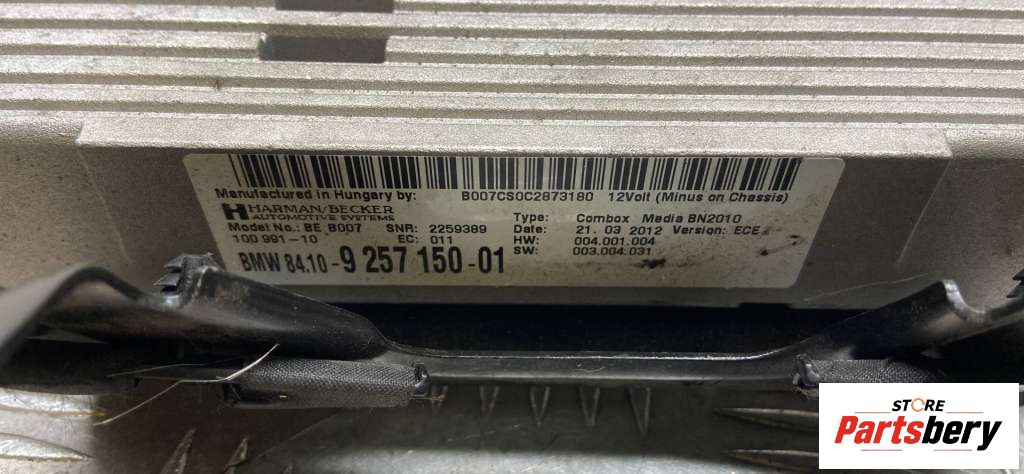 Manufactured in Hungary by: B007CS0C2873180 12Volt (Minus on Chassis)
HARMAN/BECKER
AUTOMOTIVE SYSTEMS
Model No.: BE B007 SNR: 2259389
100 991-10 EC: 011
BMW 84.10 - 9 257 150 - 01
Type: Combox Media BN2010
Date: 21. 03 2012 Version: ECE
HW: 004.001.004
SW: 003.004.031
STORE
Partsbery